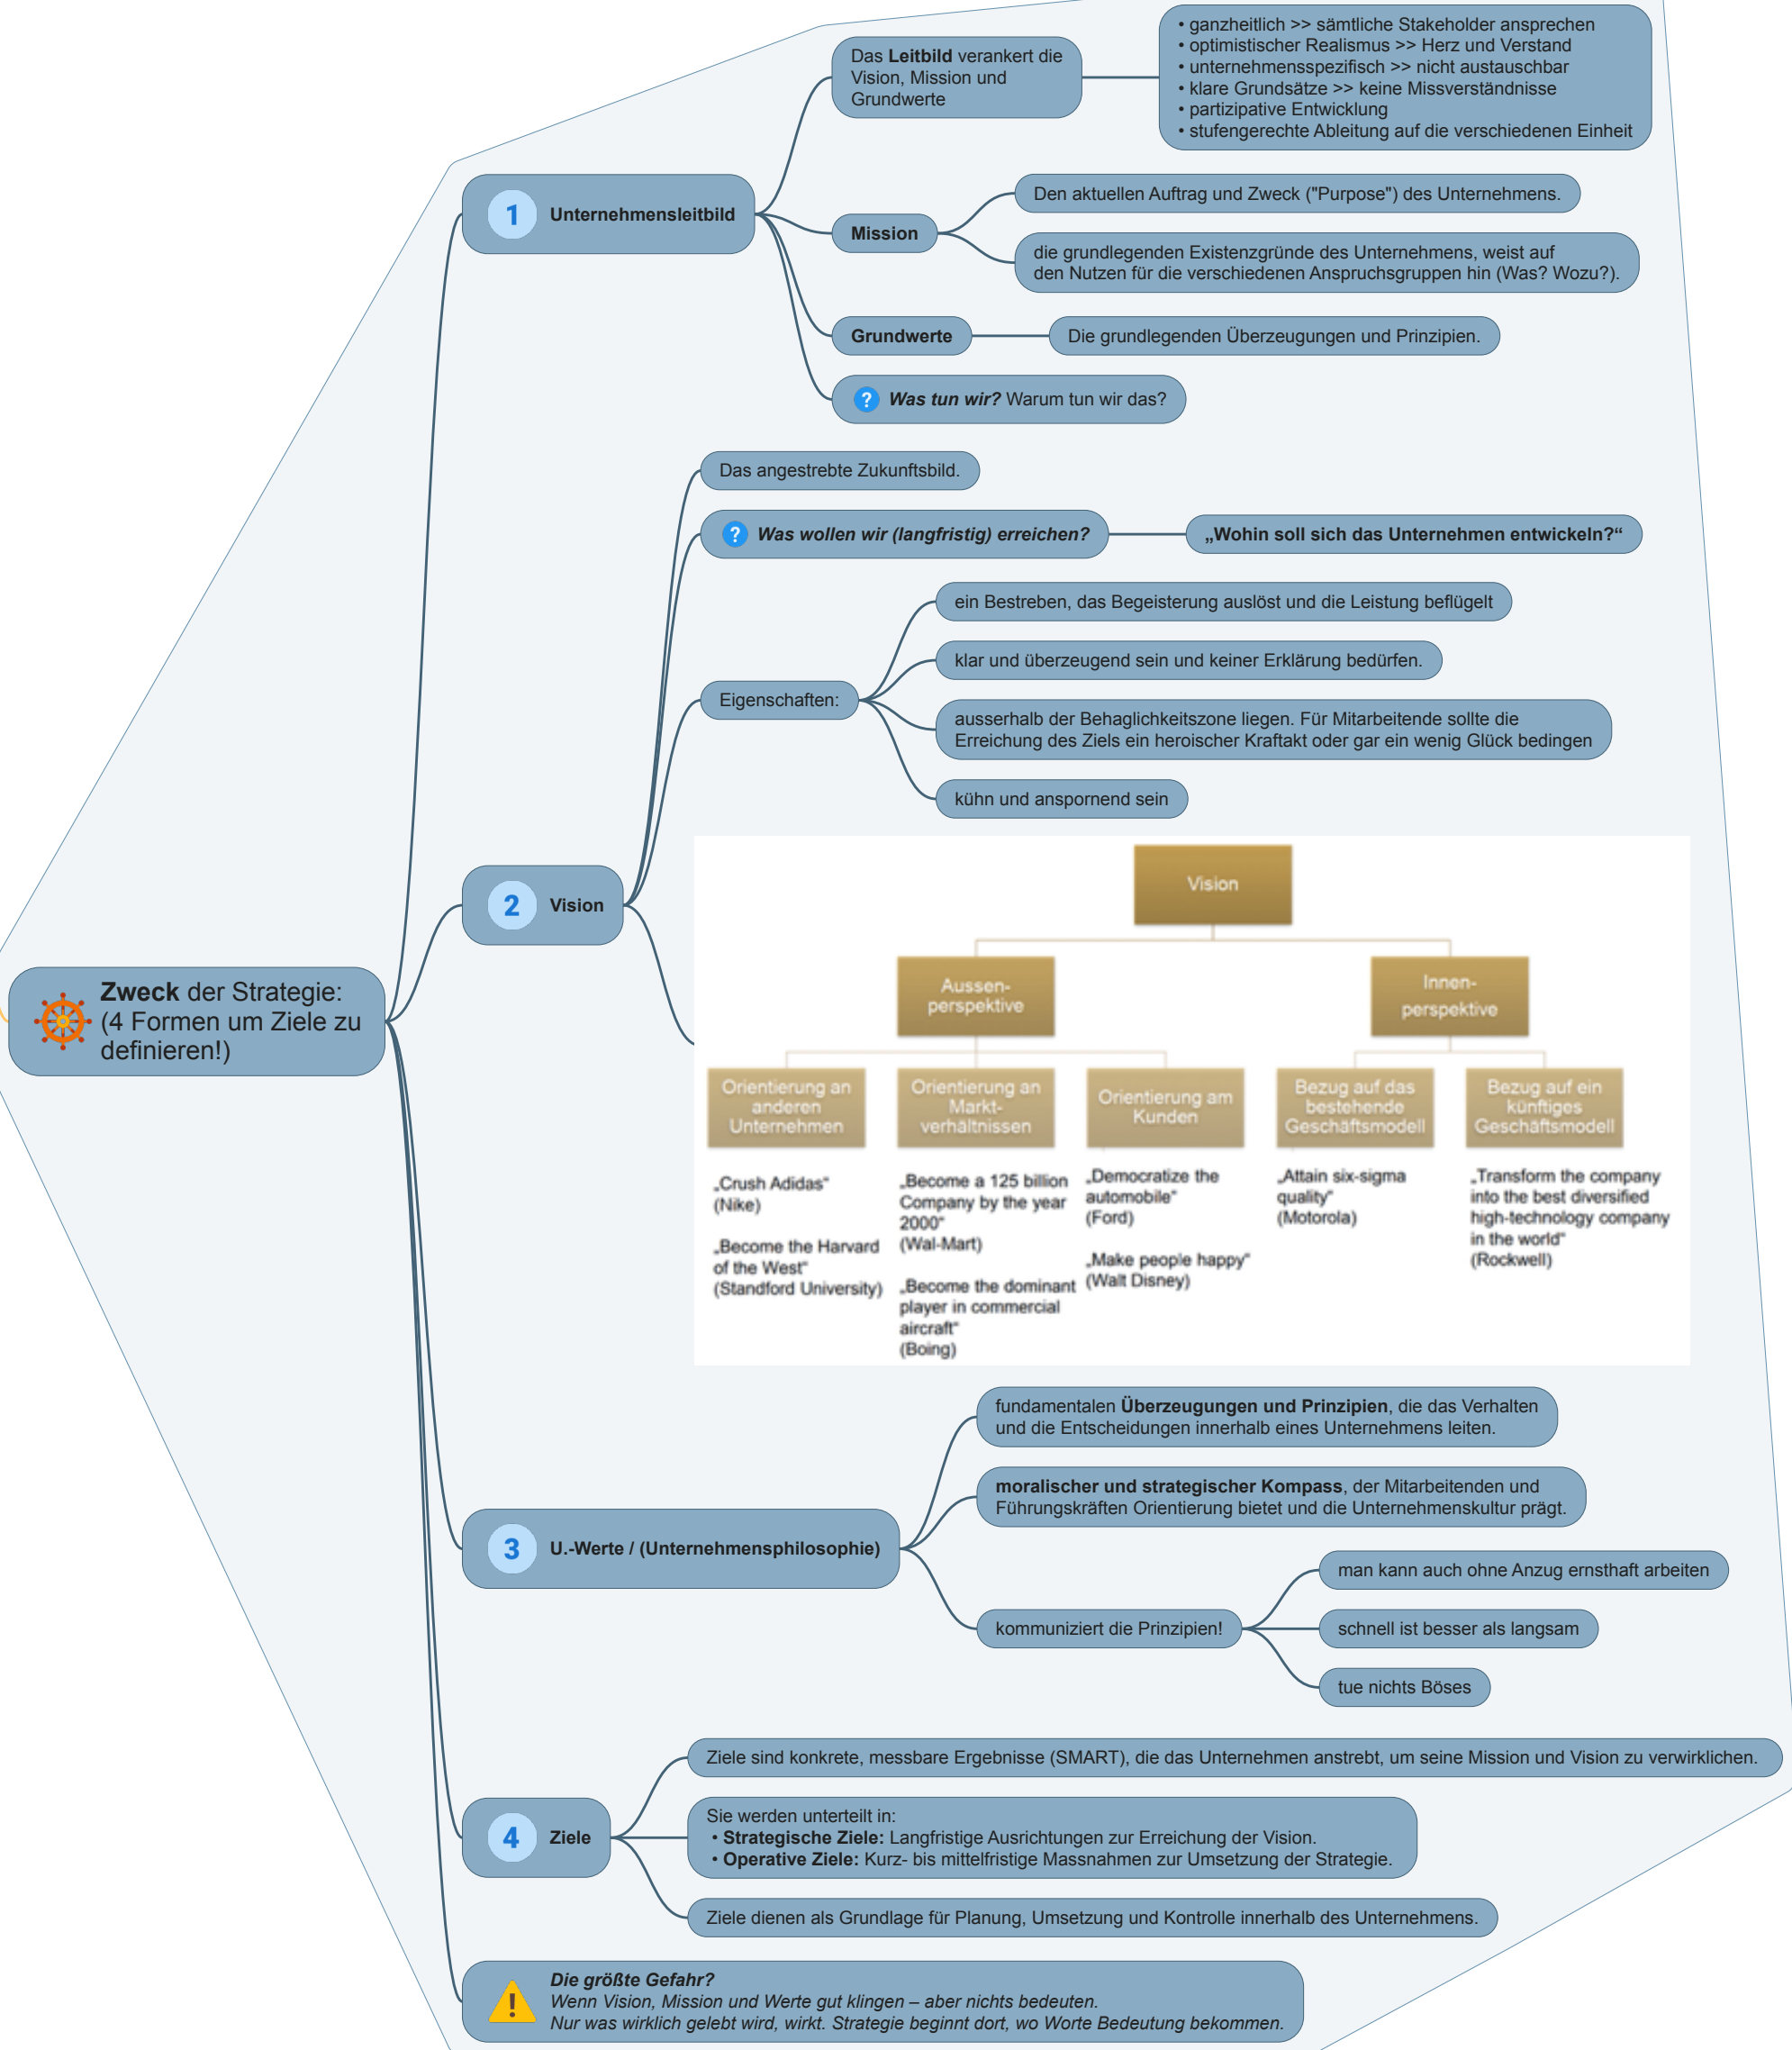 Zweck der Strategie:
(4 Formen um Ziele zu
definieren!)
1 Unternehmensleitbild
Das Leitbild verankert die
Vision, Mission und
Grundwerte
• ganzheitlich >> sämtliche Stakeholder ansprechen
• optimistischer Realismus >> Herz und Verstand
• unternehmensspezifisch >> nicht austauschbar
• klare Grundsätze >> keine Missverständnisse
• partizipative Entwicklung
• stufengerechte Ableitung auf die verschiedenen Einheit
Mission
Den aktuellen Auftrag und Zweck ("Purpose") des Unternehmens.
die grundlegenden Existenzgründe des Unternehmens, weist auf
den Nutzen für die verschiedenen Anspruchsgruppen hin (Was? Wozu?).
Grundwerte
Die grundlegenden Überzeugungen und Prinzipien.
? Was tun wir? Warum tun wir das?
2 Vision
Das angestrebte Zukunftsbild.
? Was wollen wir (langfristig) erreichen?
„Wohin soll sich das Unternehmen entwickeln?“
Eigenschaften:
ein Bestreben, das Begeisterung auslöst und die Leistung beflügelt
klar und überzeugend sein und keiner Erklärung bedürfen.
ausserhalb der Behaglichkeitszone liegen. Für Mitarbeitende sollte die
Erreichung des Ziels ein heroischer Kraftakt oder gar ein wenig Glück bedingen
kühn und anspornend sein
Vision
Aussen-
perspektive
Innen-
perspektive
Orientierung an
anderen
Unternehmen
Orientierung an
Markt-
verhältnissen
Orientierung am
Kunden
Bezug auf das
bestehende
Geschäftsmodell
Bezug auf ein
künftiges
Geschäftsmodell
„Crush Adidas“
(Nike)
„Become the Harvard
of the West“
(Standford University)
„Become a 125 billion
Company by the year
2000“
(Wal-Mart)
„Become the dominant
player in commercial
aircraft“
(Boing)
„Democratize the
automobile“
(Ford)
„Make people happy“
(Walt Disney)
„Attain six-sigma
quality“
(Motorola)
„Transform the company
into the best diversified
high-technology company
in the world“
(Rockwell)
3 U.-Werte / (Unternehmensphilosophie)
fundamentalen Überzeugungen und Prinzipien, die das Verhalten
und die Entscheidungen innerhalb eines Unternehmens leiten.
moralischer und strategischer Kompass, der Mitarbeitenden und
Führungskräften Orientierung bietet und die Unternehmenskultur prägt.
kommuniziert die Prinzipien!
man kann auch ohne Anzug ernsthaft arbeiten
schnell ist besser als langsam
tue nichts Böses
4 Ziele
Ziele sind konkrete, messbare Ergebnisse (SMART), die das Unternehmen anstrebt, um seine Mission und Vision zu verwirklichen.
Sie werden unterteilt in:
• Strategische Ziele: Langfristige Ausrichtungen zur Erreichung der Vision.
• Operative Ziele: Kurz- bis mittelfristige Massnahmen zur Umsetzung der Strategie.
Ziele dienen als Grundlage für Planung, Umsetzung und Kontrolle innerhalb des Unternehmens.
! Die größte Gefahr?
Wenn Vision, Mission und Werte gut klingen – aber nichts bedeuten.
Nur was wirklich gelebt wird, wirkt. Strategie beginnt dort, wo Worte Bedeutung bekommen.